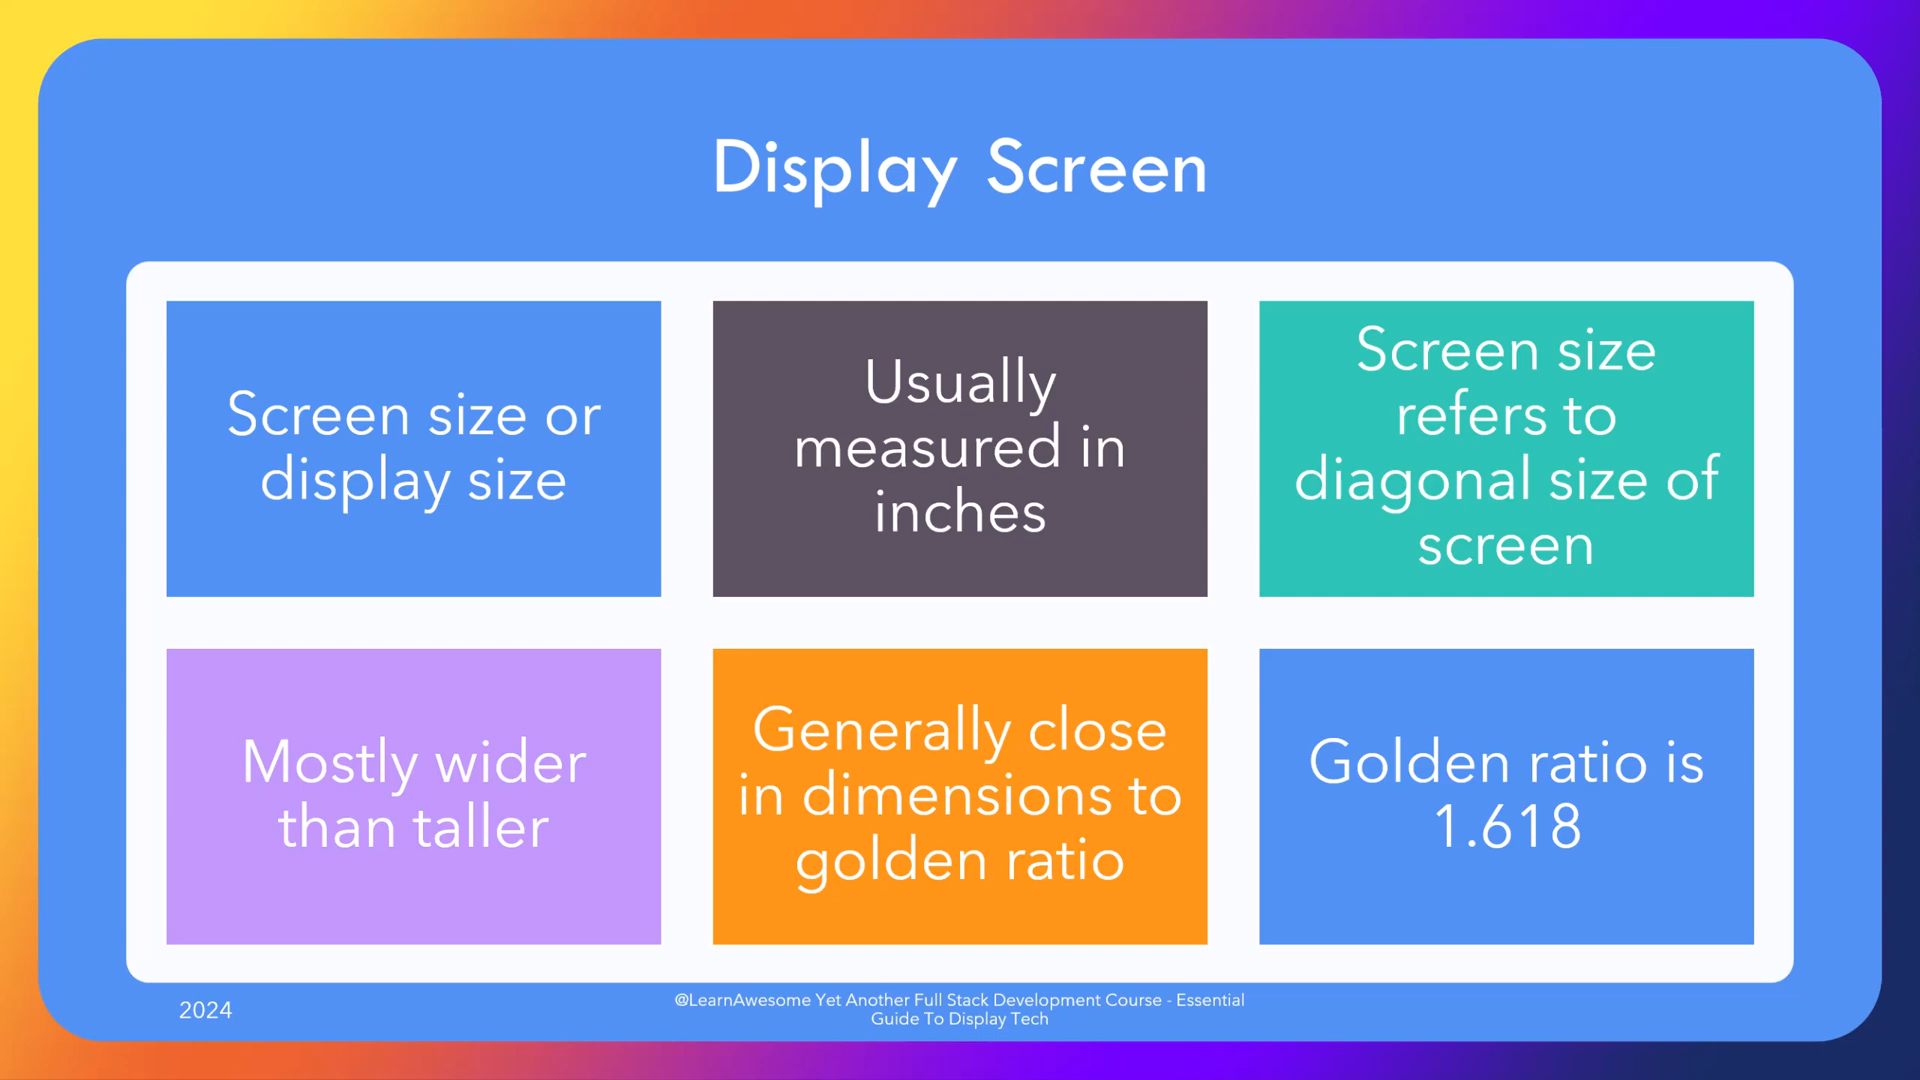 Display Screen
Screen size or
display size
Usually
measured in
inches
Screen size
refers to
diagonal size of
screen
Mostly wider
than taller
Generally close
in dimensions to
golden ratio
Golden ratio is
1.618
2024
@LearnAwesome Yet Another Full Stack Development Course - Essential
Guide To Display Tech